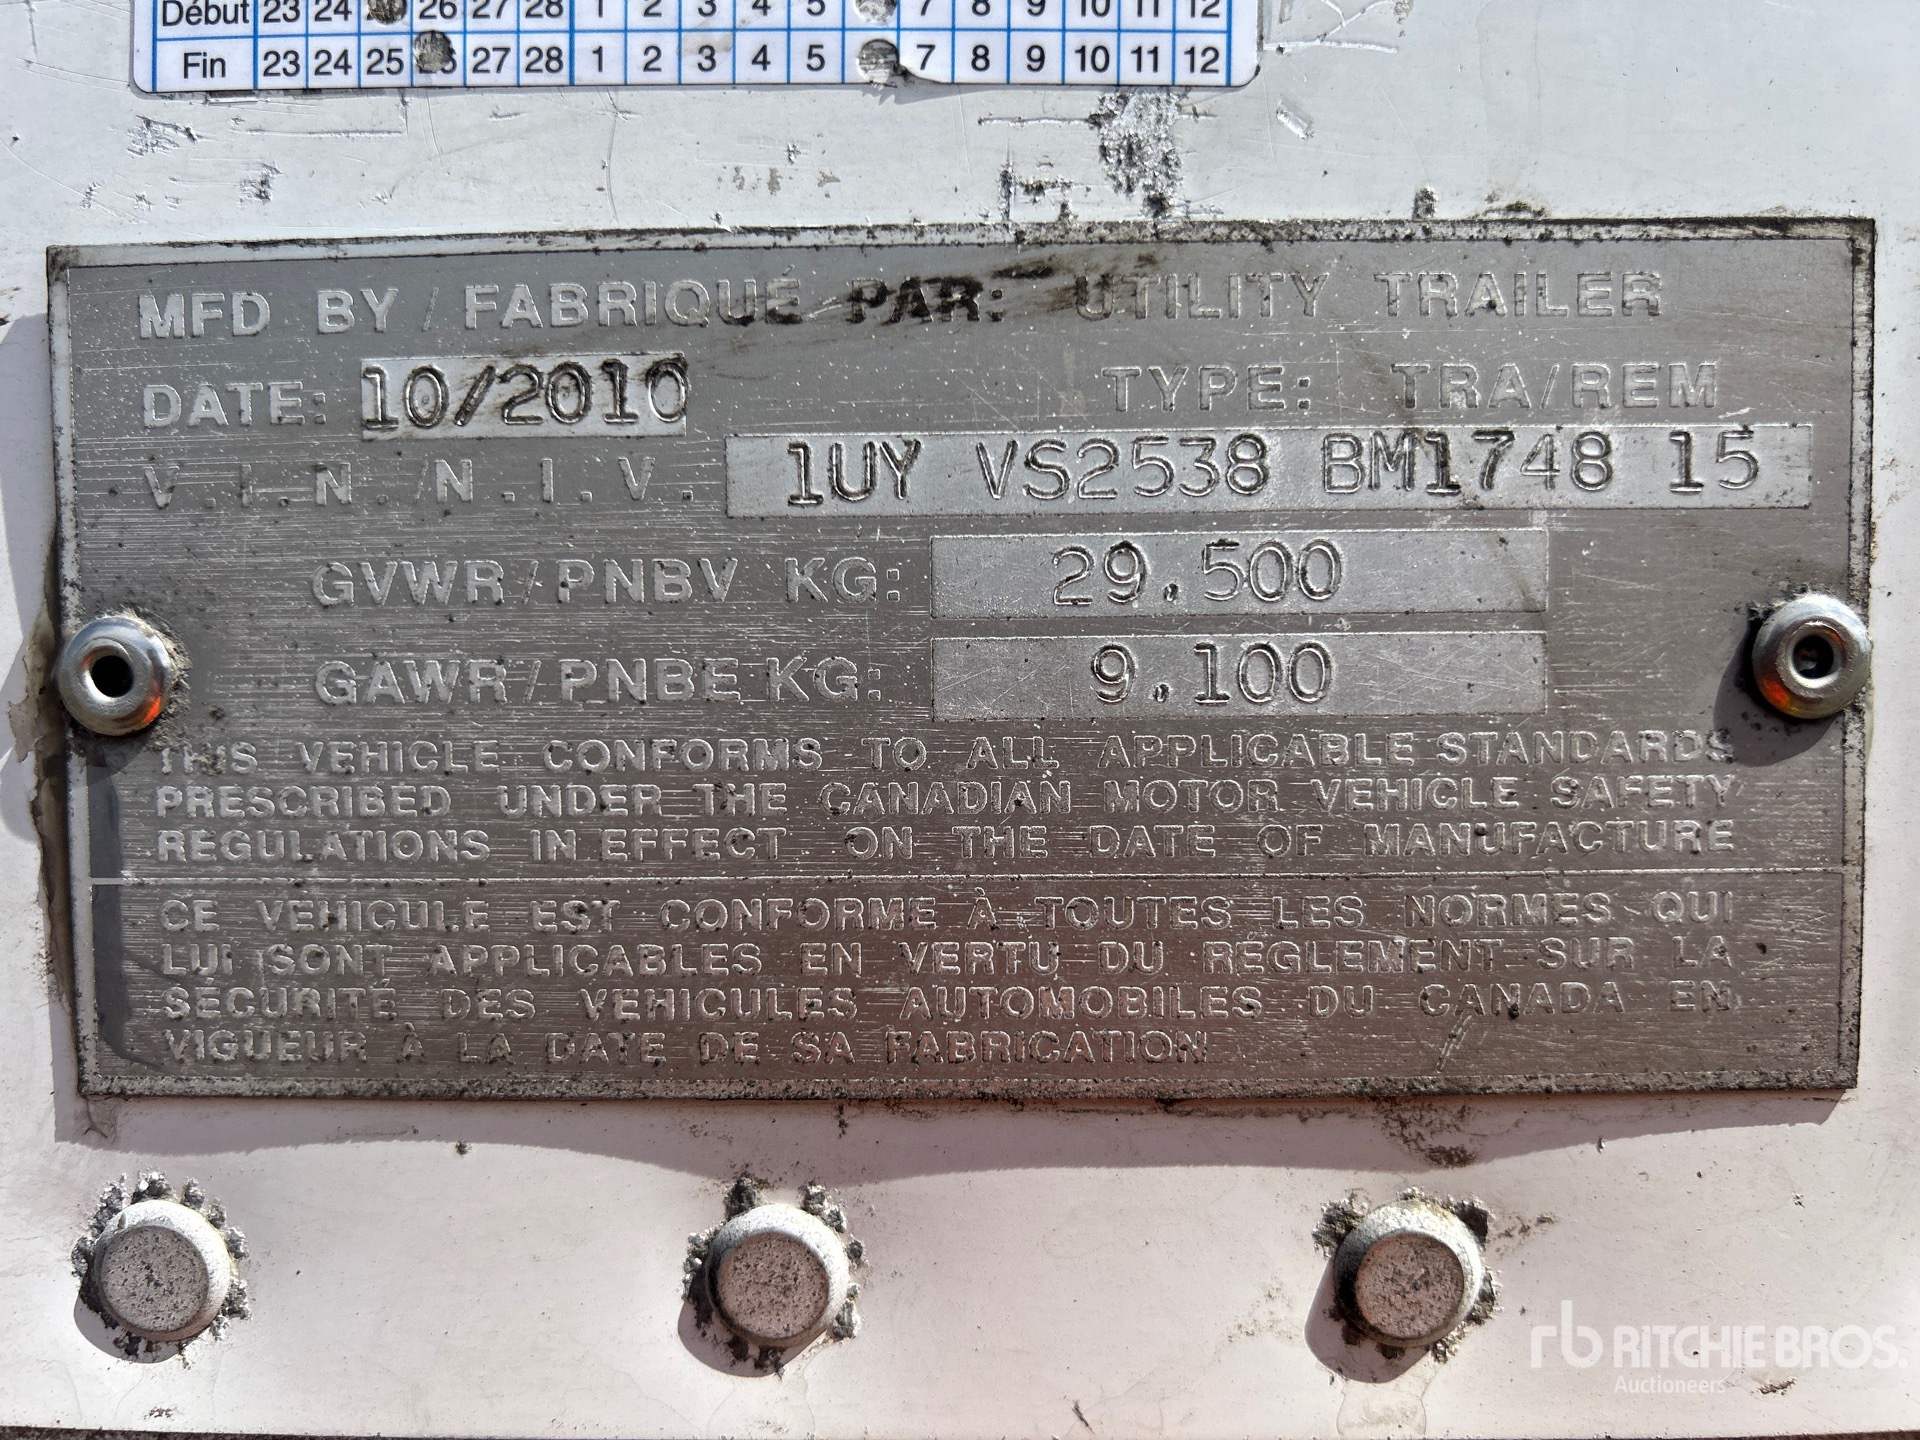 Début 23 24 26 27 28 1 2 3 4 5 7 8 9 10 11 12
Fin 23 24 25 26 27 28 1 2 3 4 5 7 8 9 10 11 12
MFD BY / FABRIQUÉ PAR: UTILITY TRAILER
DATE: 10/2010 TYPE: TRA/REM
V.I.N./N.I.V. 1UY VS2538 BM1748 15
GVWR/PNBV KG: 29.500
GAWR/PNBE KG: 9.100
THIS VEHICLE CONFORMS TO ALL APPLICABLE STANDARDS
PRESCRIBED UNDER THE CANADIAN MOTOR VEHICLE SAFETY
REGULATIONS IN EFFECT ON THE DATE OF MANUFACTURE
CE VÉHICULE EST CONFORME À TOUTES LES NORMES QUI
LUI SONT APPLICABLES EN VERTU DU RÈGLEMENT SUR LA
SÉCURITÉ DES VÉHICULES AUTOMOBILES DU CANADA EN
VIGUEUR À LA DATE DE SA FABRICATION
rb RITCHIE BROS.
Auctioneers